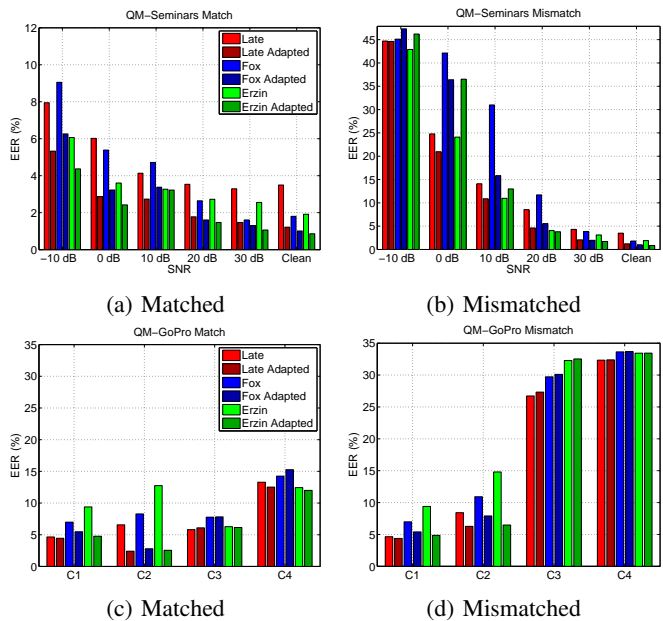 QM−Seminars Match
EER (%)
12
10
8
6
4
2
0
Late
Late Adapted
Fox
Fox Adapted
Erzin
Erzin Adapted
−10 dB 0 dB 10 dB 20 dB 30 dB Clean
SNR
(a) Matched
QM−Seminars Mismatch
EER (%)
45
40
35
30
25
20
15
10
5
0
−10 dB 0 dB 10 dB 20 dB 30 dB Clean
SNR
(b) Mismatched
QM−GoPro Match
EER (%)
35
30
25
20
15
10
5
0
Late
Late Adapted
Fox
Fox Adapted
Erzin
Erzin Adapted
C1 C2 C3 C4
(c) Matched
QM−GoPro Mismatch
EER (%)
35
30
25
20
15
10
5
0
C1 C2 C3 C4
(d) Mismatched